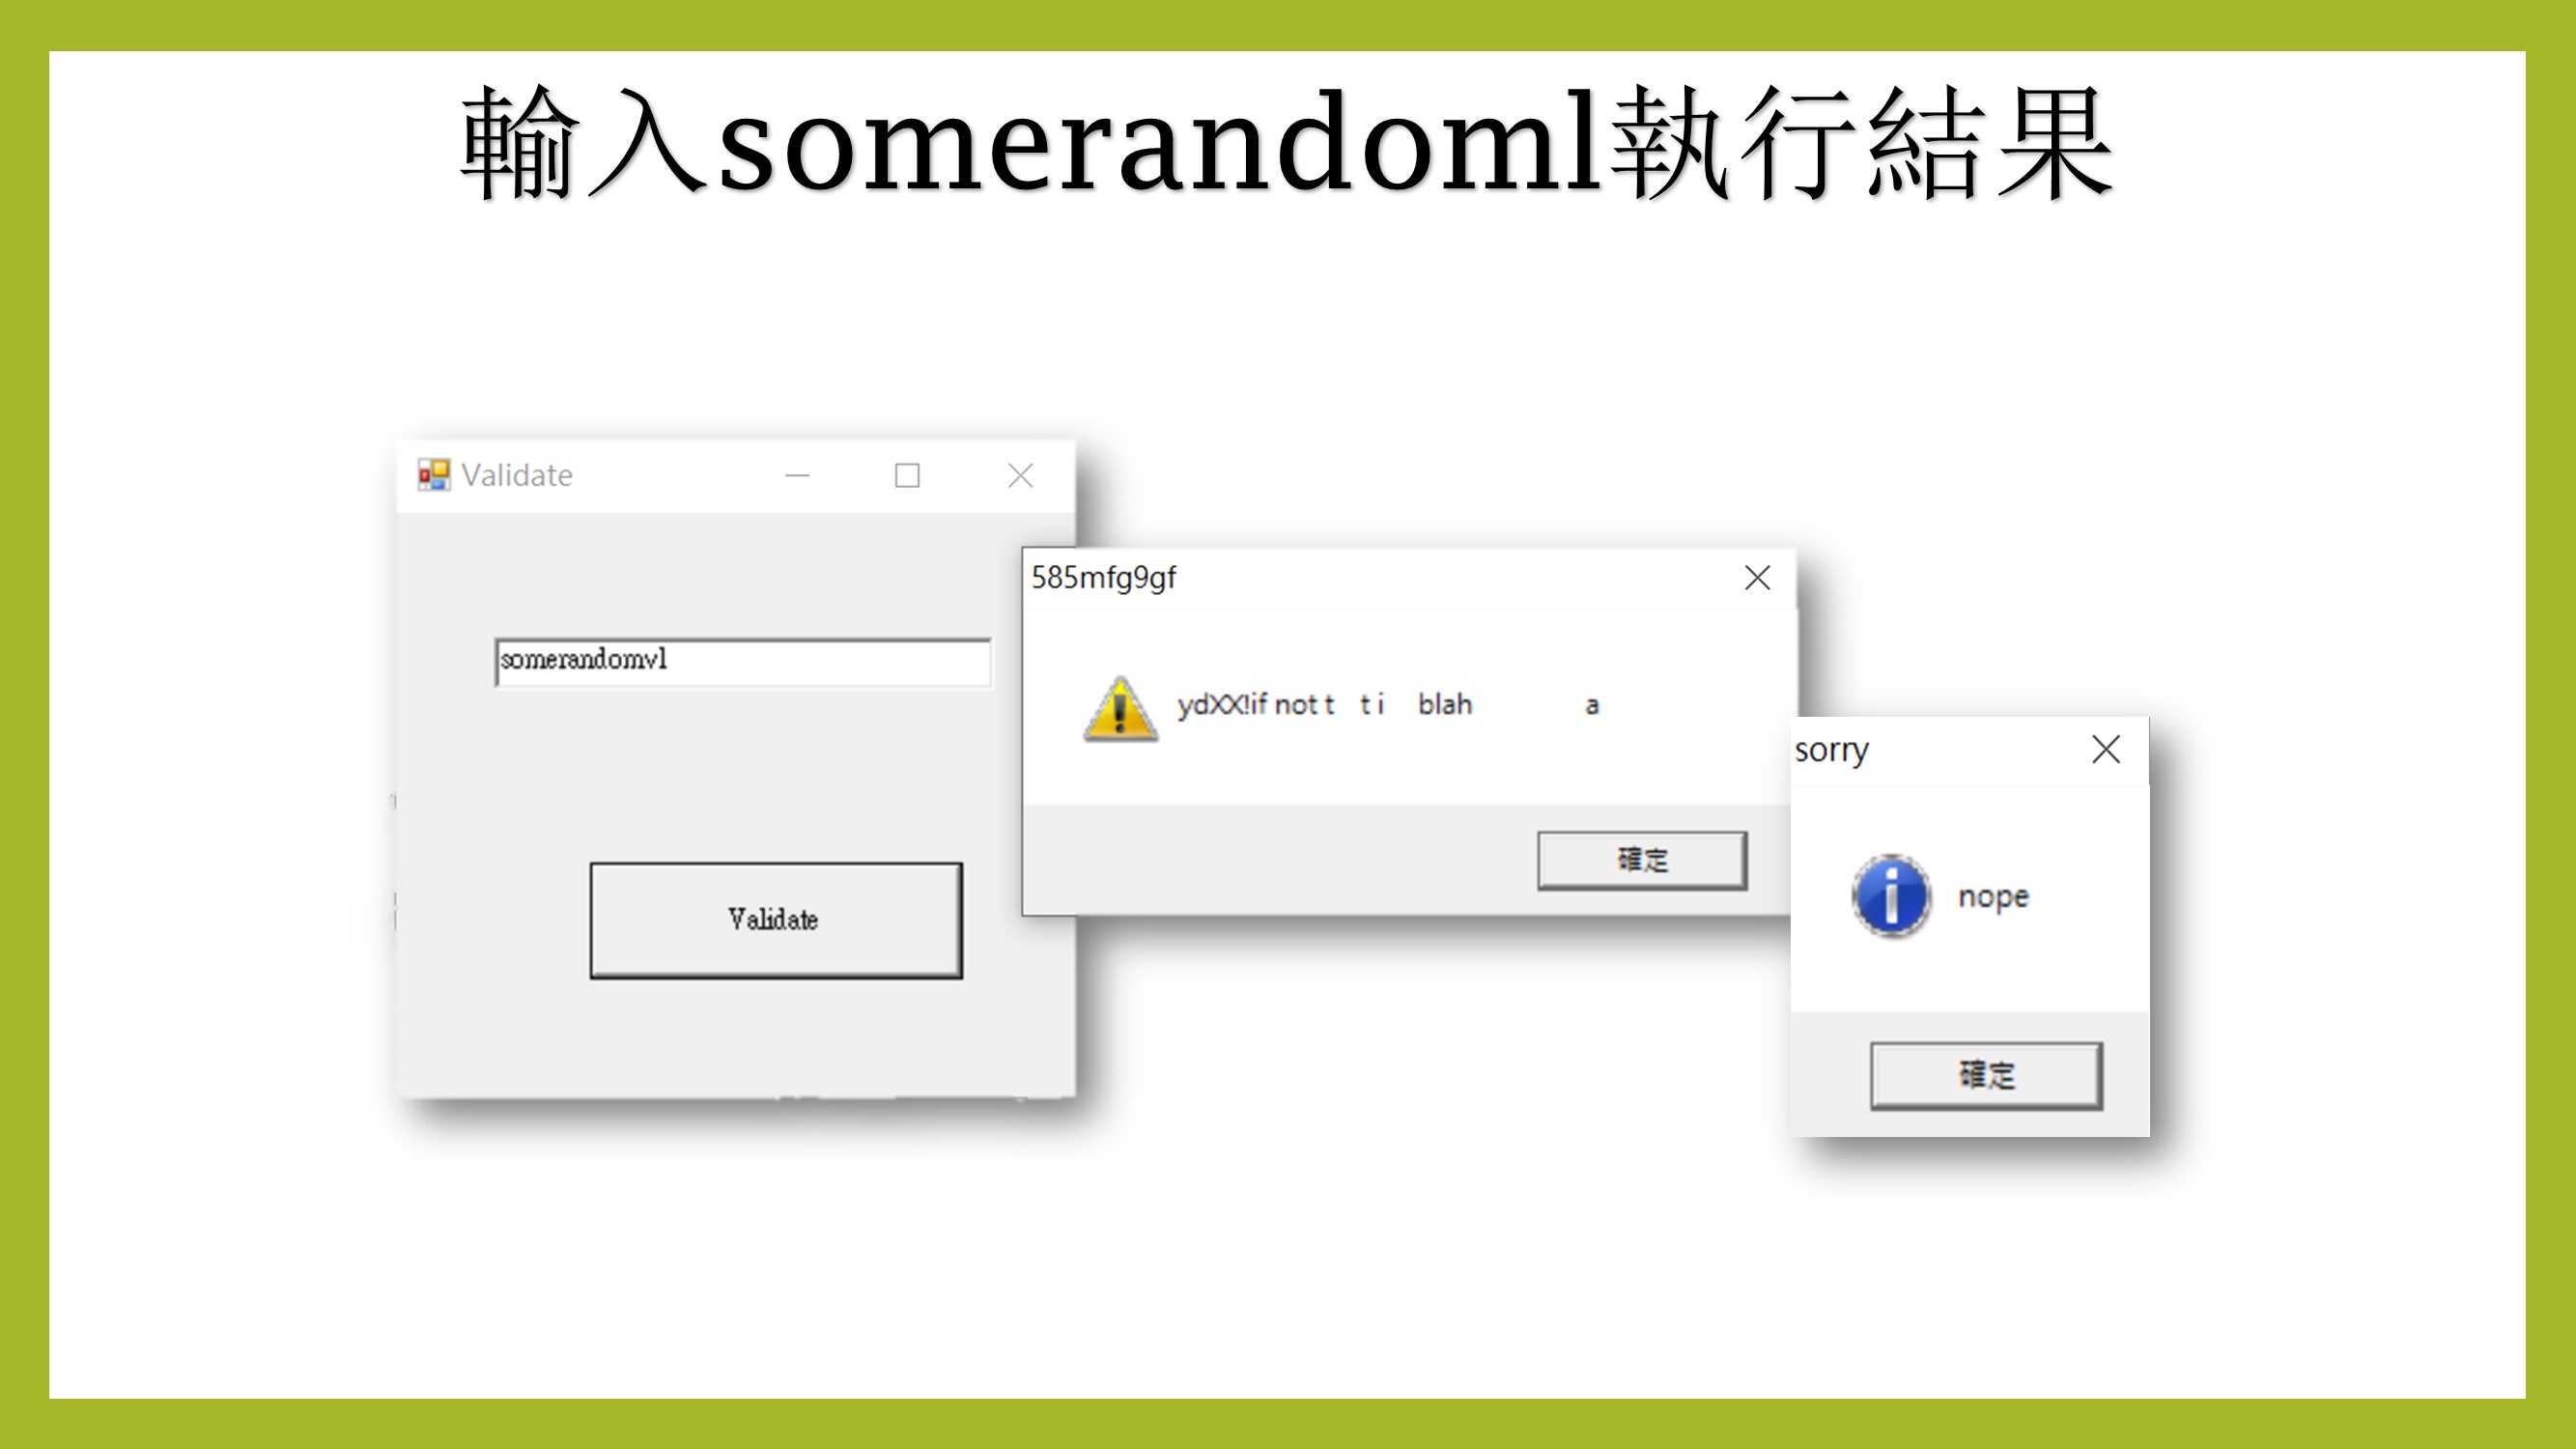 輸入somerandoml執行結果
Validate
somerandomvl
Validate
585mfg9gf
ydXX!if not t t i blah a
確定
sorry
nope
確定